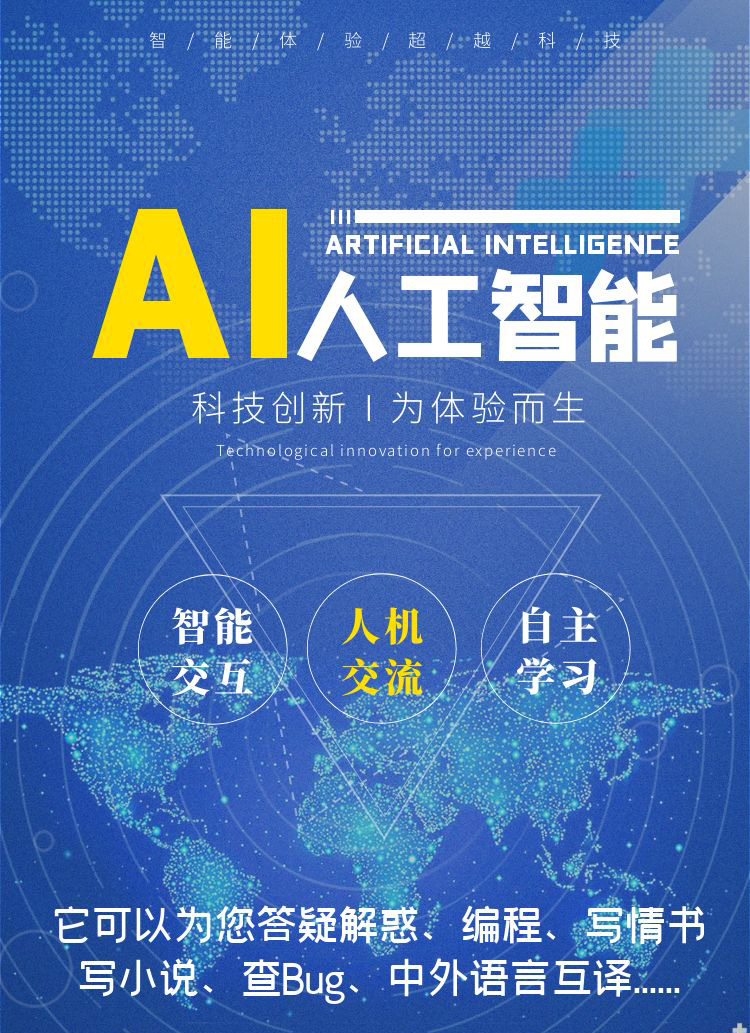 智/能/体/验/超/越/科/技
ARTIFICIAL INTELLIGENCE
AI人工智能
科技创新 I 为体验而生
Technological innovation for experience
智能
交互
人机
交流
自主
学习
它可以为您答疑解惑、编程、写情书
写小说、查Bug、中外语言互译......